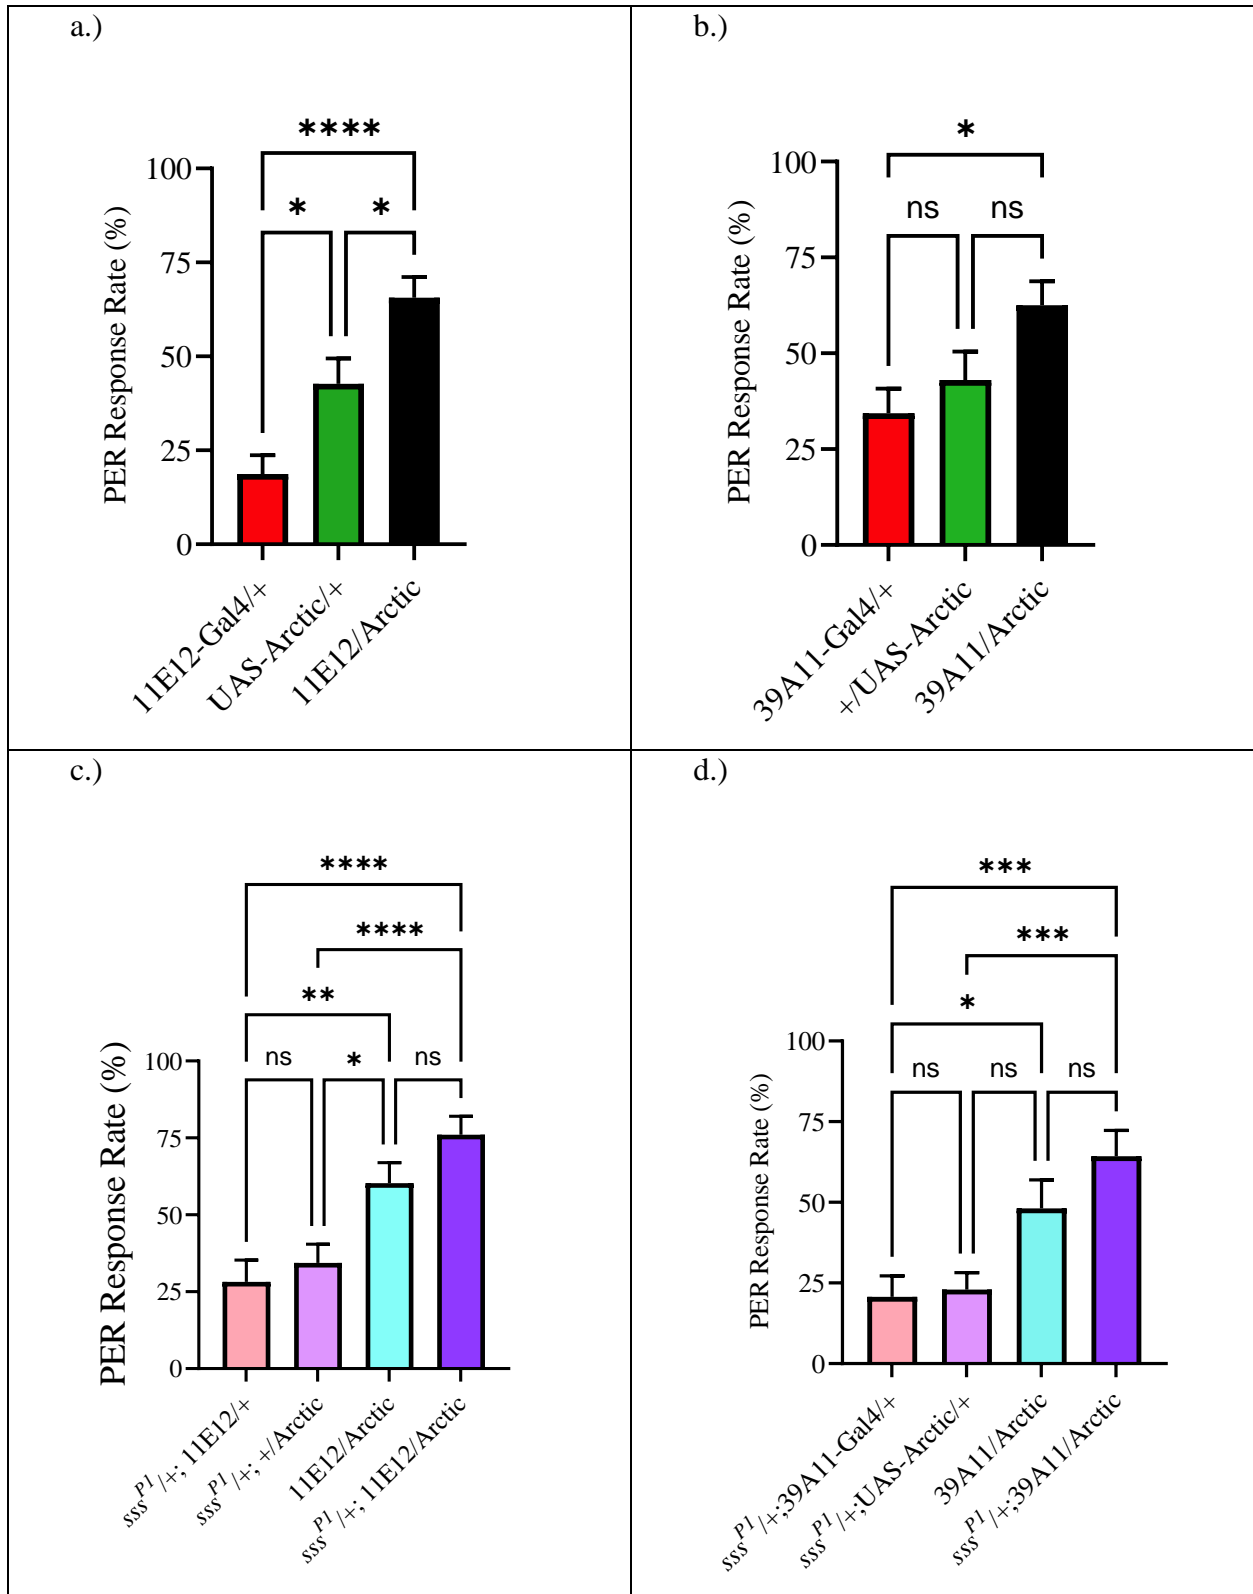 a.)
****
* *
PER Response Rate (%)
100
75
50
25
0
11E12-Gal4/+
UAS-Arctic/+
11E12/Arctic
b.)
*
ns ns
PER Response Rate (%)
100
75
50
25
0
39A11-Gal4/+
+/UAS-Arctic
39A11/Arctic
c.)
****
****
**
ns * ns
PER Response Rate (%)
100
75
50
25
0
sss^P1/+; 11E12/+
sss^P1/+; +/Arctic
11E12/Arctic
sss^P1/+; 11E12/Arctic
d.)
***
***
*
ns ns ns
PER Response Rate (%)
100
75
50
25
0
sss^P1/+;39A11-Gal4/+
sss^P1/+;UAS-Arctic/+
39A11/Arctic
sss^P1/+;39A11/Arctic